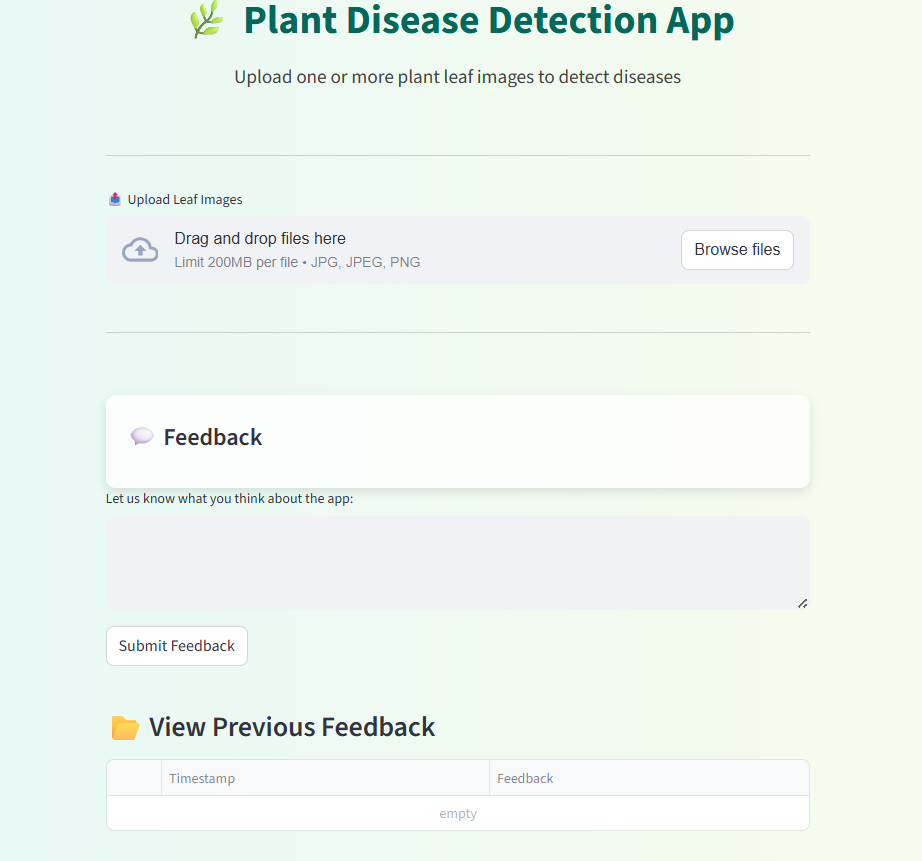 Plant Disease Detection App
Upload one or more plant leaf images to detect diseases
Upload Leaf Images
Drag and drop files here
Limit 200MB per file • JPG, JPEG, PNG
Browse files
Feedback
Let us know what you think about the app:
Submit Feedback
View Previous Feedback
Timestamp Feedback
empty